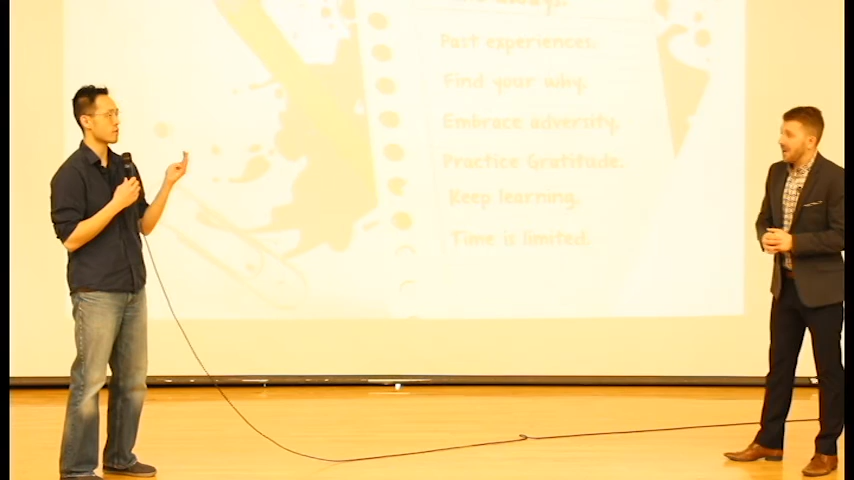 Past experiences.
Find your why.
Embrace adversity.
Practice Gratitude.
Keep learning.
Time is limited.